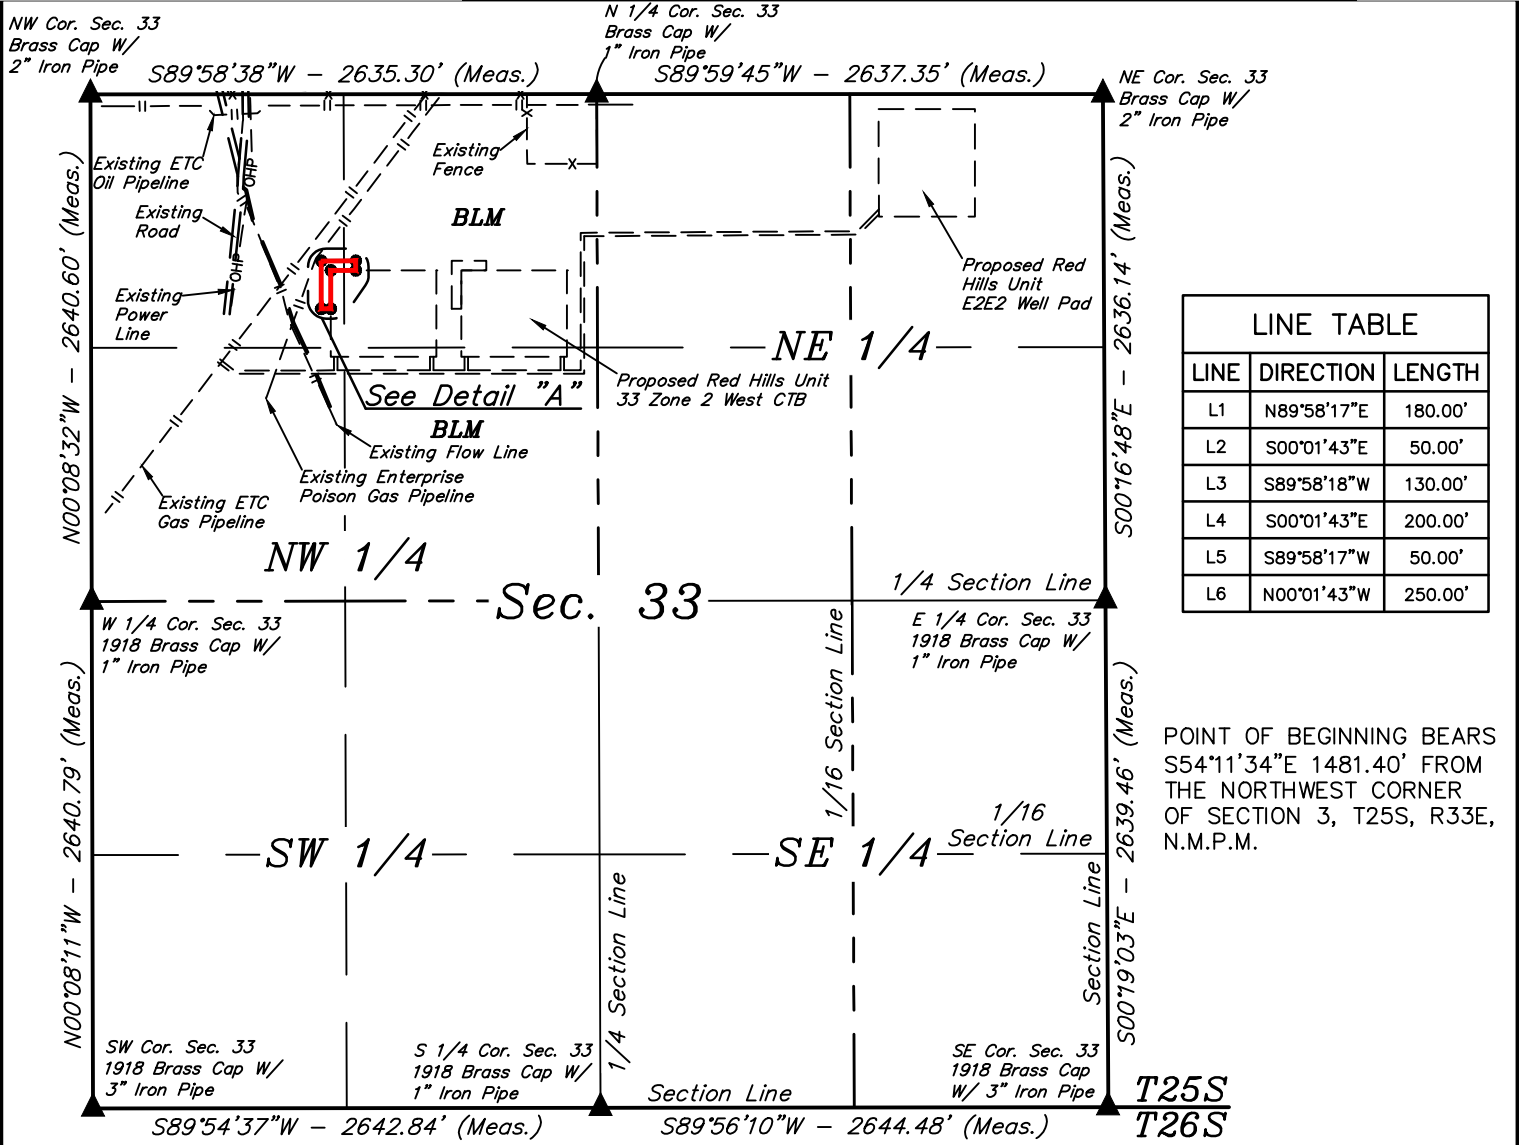 NW Cor. Sec. 33
Brass Cap W/
2" Iron Pipe
S89°58'38"W - 2635.30' (Meas.)
N 1/4 Cor. Sec. 33
Brass Cap W/
1" Iron Pipe
S89°59'45"W - 2637.35' (Meas.)
NE Cor. Sec. 33
Brass Cap W/
2" Iron Pipe
N00°08'32"W - 2640.60' (Meas.)
Existing ETC
Oil Pipeline
OHP
Existing
Road
OHP
Existing
Power
Line
Existing
Fence
BLM
Proposed Red
Hills Unit
E2E2 Well Pad
S00°16'48"E - 2636.14' (Meas.)
NE 1/4
See Detail "A"
Proposed Red Hills Unit
33 Zone 2 West CTB
BLM
Existing Flow Line
Existing Enterprise
Poison Gas Pipeline
Existing ETC
Gas Pipeline
NW 1/4
Sec. 33
1/4 Section Line
W 1/4 Cor. Sec. 33
1918 Brass Cap W/
1" Iron Pipe
E 1/4 Cor. Sec. 33
1918 Brass Cap W/
1" Iron Pipe
LINE TABLE
LINE DIRECTION LENGTH
L1 N89°58'17"E 180.00'
L2 S00°01'43"E 50.00'
L3 S89°58'18"W 130.00'
L4 S00°01'43"E 200.00'
L5 S89°58'17"W 50.00'
L6 N00°01'43"W 250.00'
N00°08'11"W - 2640.79' (Meas.)
1/16 Section Line
S00°19'03"E - 2639.46' (Meas.)
POINT OF BEGINNING BEARS
S54°11'34"E 1481.40' FROM
THE NORTHWEST CORNER
OF SECTION 3, T25S, R33E,
N.M.P.M.
SW 1/4
SE 1/4
1/16
Section Line
1/4 Section Line
Section Line
SW Cor. Sec. 33
1918 Brass Cap W/
3" Iron Pipe
S 1/4 Cor. Sec. 33
1918 Brass Cap W/
1" Iron Pipe
SE Cor. Sec. 33
1918 Brass Cap
W/ 3" Iron Pipe
Section Line
T25S
T26S
S89°54'37"W - 2642.84' (Meas.)
S89°56'10"W - 2644.48' (Meas.)